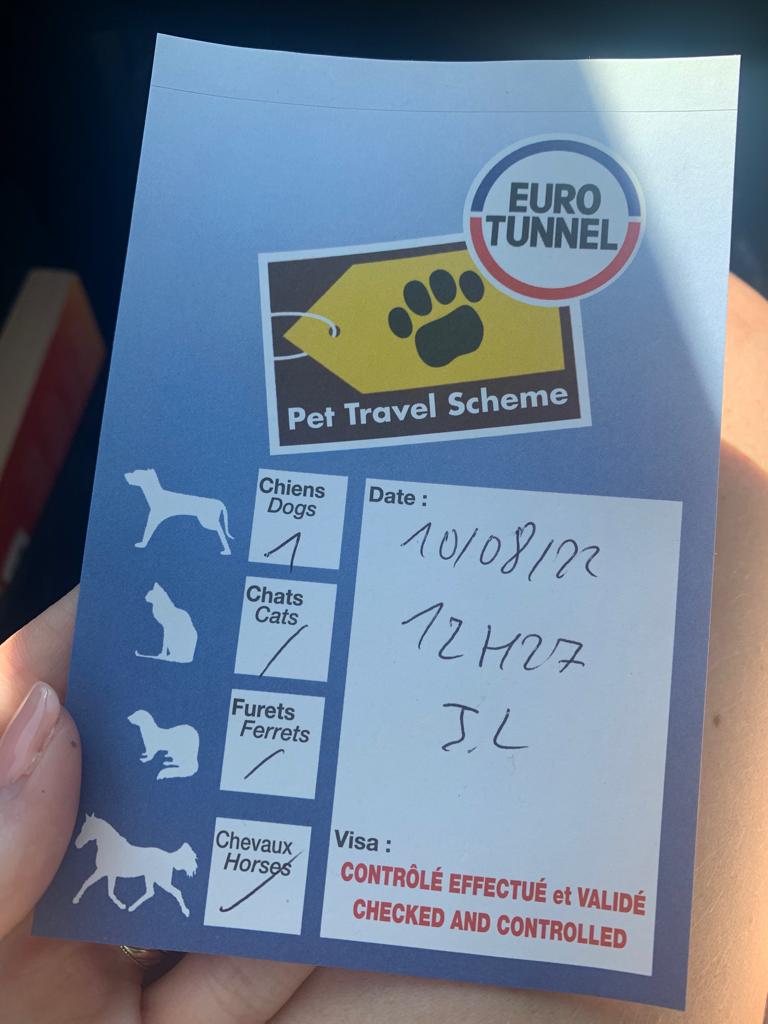 EURO
TUNNEL
Pet Travel Scheme
Chiens
Dogs
1
Chats
Cats
/
Furets
Ferrets
/
Chevaux
Horses
/
Date :
10/08/22
12H27
J.L
Visa :
CONTRÔLÉ EFFECTUÉ et VALIDÉ
CHECKED AND CONTROLLED